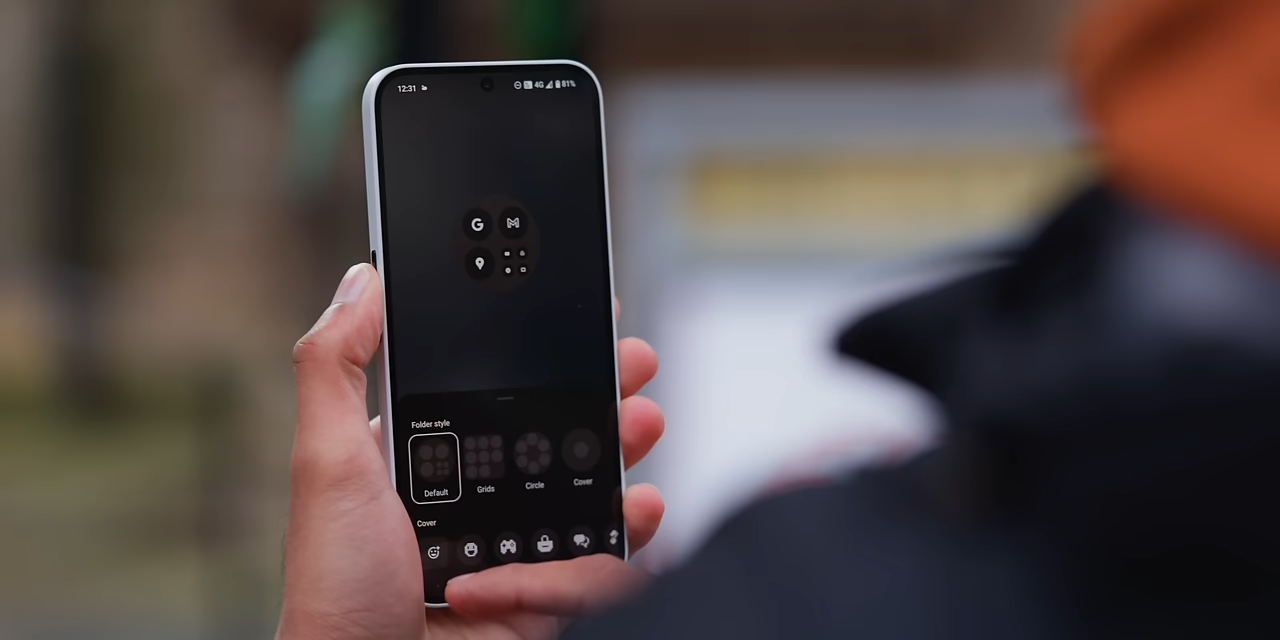 12:31 4G 81%
G M
Folder style
Default Grids Circle Cover
Cover